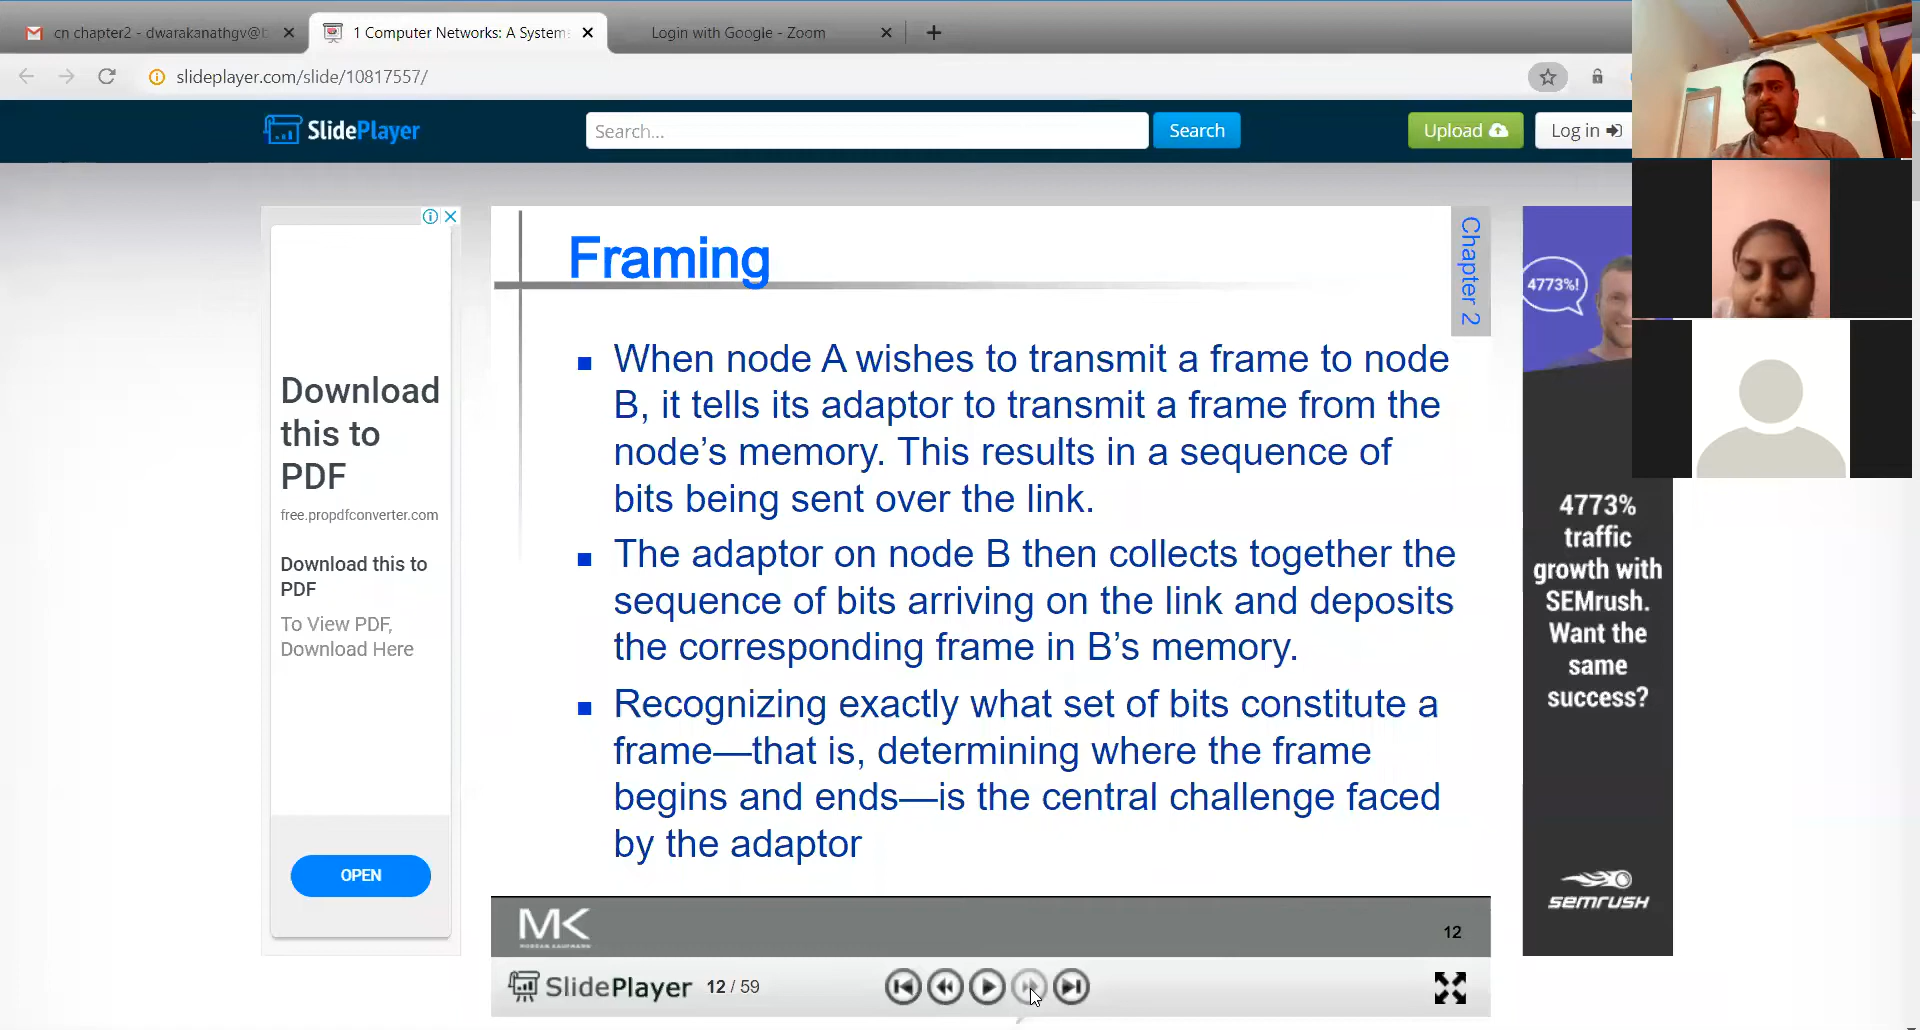 cn chapter2 - dwarakanathgv@
1 Computer Networks: A System
Login with Google - Zoom
slideplayer.com/slide/10817557/
SlidePlayer
Search...
Search
Upload
Log in
Download
this to
PDF
free.propdfconverter.com
Download this to
PDF
To View PDF,
Download Here
OPEN
Framing
Chapter 2
When node A wishes to transmit a frame to node
B, it tells its adaptor to transmit a frame from the
node’s memory. This results in a sequence of
bits being sent over the link.
The adaptor on node B then collects together the
sequence of bits arriving on the link and deposits
the corresponding frame in B’s memory.
Recognizing exactly what set of bits constitute a
frame—that is, determining where the frame
begins and ends—is the central challenge faced
by the adaptor
MK
MORGAN KAUFMANN
12
SlidePlayer
12 / 59
4773%!
4773%
traffic
growth with
SEMrush.
Want the
same
success?
SEMRUSH